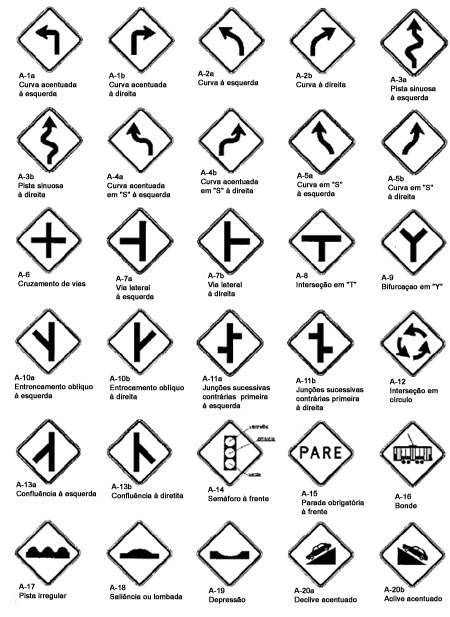 A-1a
Curva acentuada
à esquerda
A-1b
Curva acentuada
à direita
A-2a
Curva à esquerda
A-2b
Curva à direita
A-3a
Pista sinuosa
à esquerda
A-3b
Pista sinuosa
à direita
A-4a
Curva acentuada
em "S" à esquerda
A-4b
Curva acentuada
em "S" à direita
A-5a
Curva em "S"
à esquerda
A-5b
Curva em "S"
à direita
A-6
Cruzamento de vias
A-7a
Via lateral
à esquerda
A-7b
Via lateral
à direita
A-8
Interseção em "T"
A-9
Bifurcaçao em "Y"
A-10a
Entroncamento oblíquo
à esquerda
A-10b
Entrocamento oblíquo
à direita
A-11a
Junções sucessivas
contrárias primeira
à esquerda
A-11b
Junções sucessivas
contrárias primeira
à direita
A-12
Interseção em
círculo
A-13a
Confluência à esquerda
A-13b
Confluência à diretita
vermelho
A-14
Semáforo à frente
PARE
A-15
Parada obrigatória
à frente
A-16
Bonde
A-17
Pista irregular
A-18
Saliência ou lombada
A-19
Depressão
A-20a
Declive acentuado
A-20b
Aclive acentuado